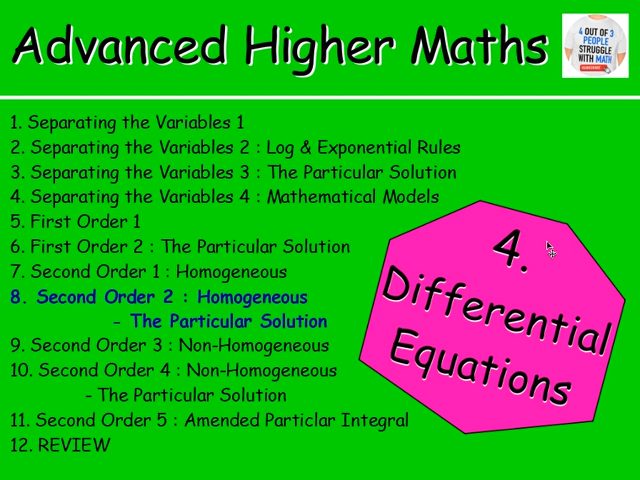 Advanced Higher Maths
4 OUT OF 3
PEOPLE
STRUGGLE
WITH MATH
1. Separating the Variables 1
2. Separating the Variables 2 : Log & Exponential Rules
3. Separating the Variables 3 : The Particular Solution
4. Separating the Variables 4 : Mathematical Models
5. First Order 1
6. First Order 2 : The Particular Solution
7. Second Order 1 : Homogeneous
8. Second Order 2 : Homogeneous
- The Particular Solution
9. Second Order 3 : Non-Homogeneous
10. Second Order 4 : Non-Homogeneous
- The Particular Solution
11. Second Order 5 : Amended Particlar Integral
12. REVIEW
4.
Differential
Equations